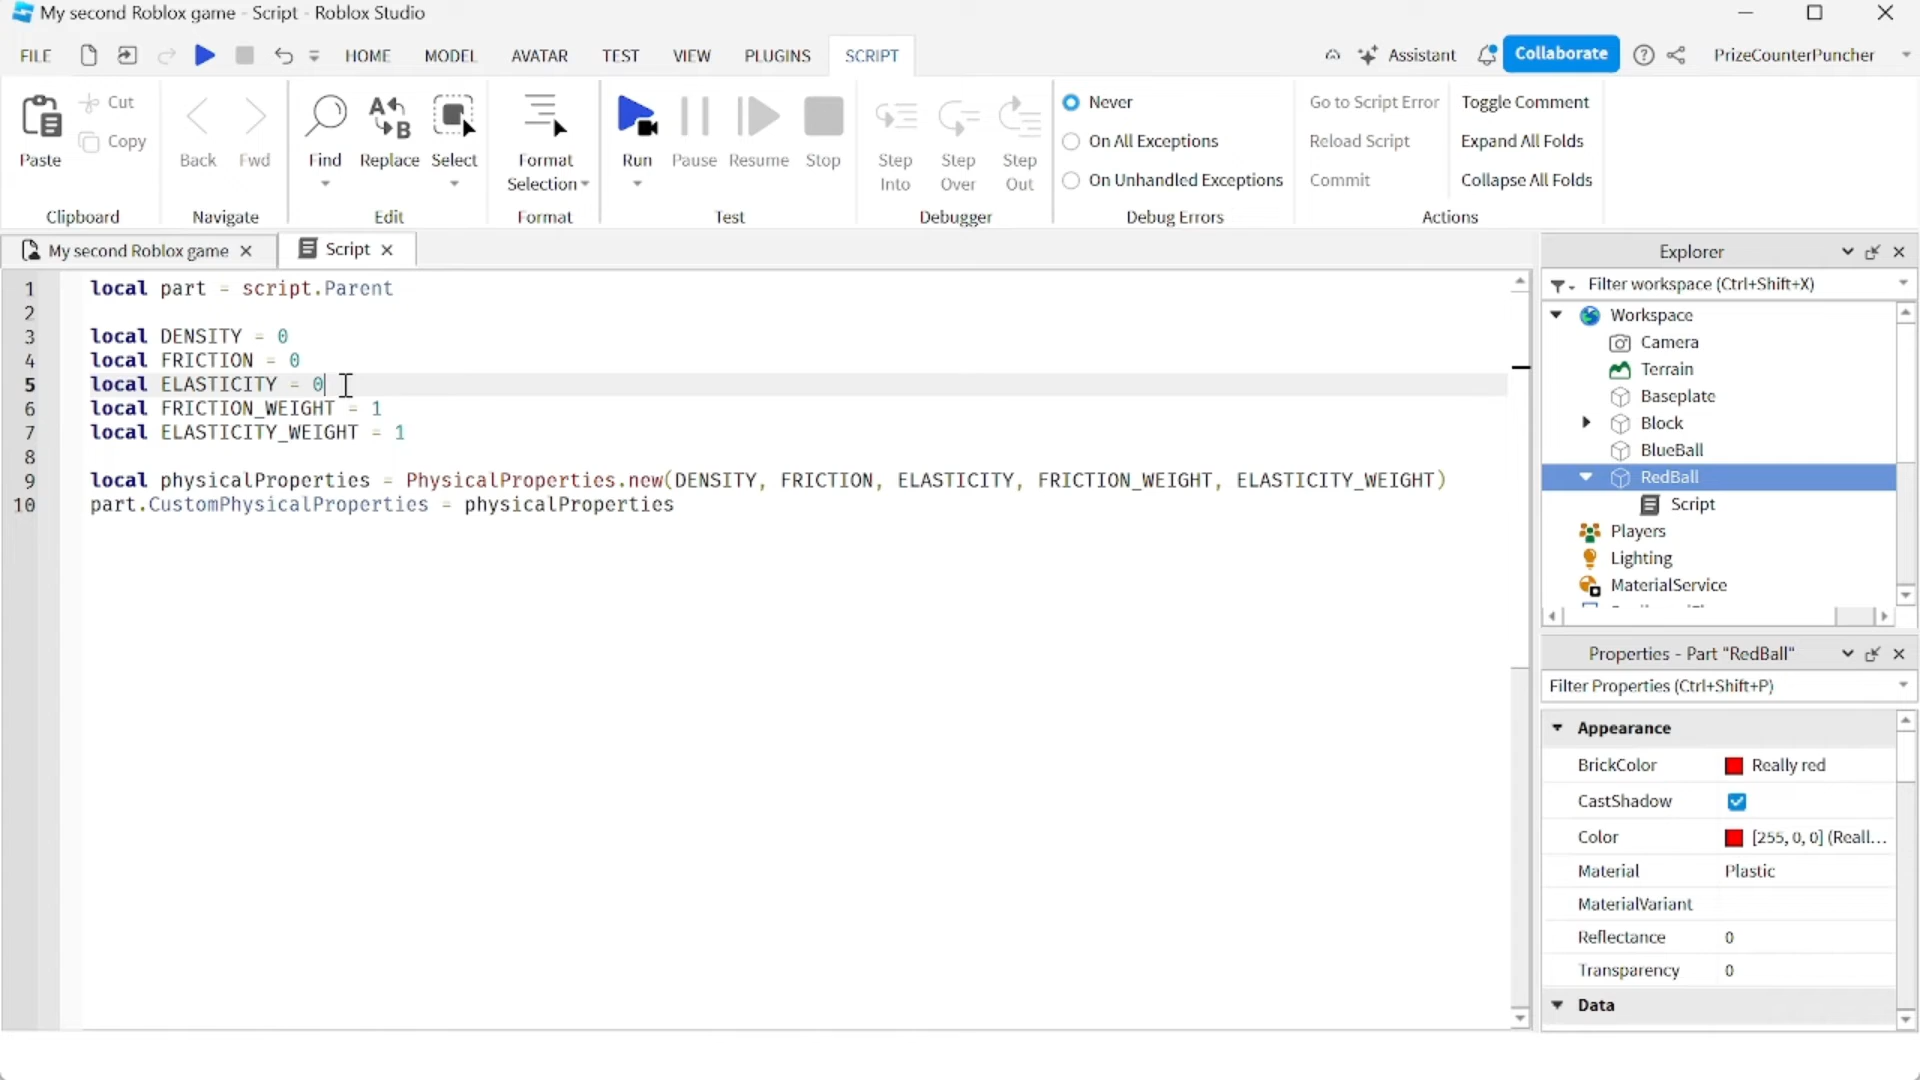 My second Roblox game - Script - Roblox Studio
FILE HOME MODEL AVATAR TEST VIEW PLUGINS SCRIPT Assistant Collaborate PrizeCounterPuncher
Paste Cut Copy
Clipboard
Back Fwd
Navigate
Find Replace Select
Edit
Format Selection
Format
Run Pause Resume Stop
Test
Step Into Step Over Step Out
Debugger
Never
On All Exceptions
On Unhandled Exceptions
Debug Errors
Go to Script Error Toggle Comment
Reload Script Expand All Folds
Commit Collapse All Folds
Actions
My second Roblox game Script
1 local part = script.Parent
2
3 local DENSITY = 0
4 local FRICTION = 0
5 local ELASTICITY = 0
6 local FRICTION_WEIGHT = 1
7 local ELASTICITY_WEIGHT = 1
8
9 local physicalProperties = PhysicalProperties.new(DENSITY, FRICTION, ELASTICITY, FRICTION_WEIGHT, ELASTICITY_WEIGHT)
10 part.CustomPhysicalProperties = physicalProperties
Explorer
Filter workspace (Ctrl+Shift+X)
Workspace
Camera
Terrain
Baseplate
Block
BlueBall
RedBall
Script
Players
Lighting
MaterialService
Properties - Part "RedBall"
Filter Properties (Ctrl+Shift+P)
Appearance
BrickColor Really red
CastShadow
Color [255, 0, 0] (Reall...
Material Plastic
MaterialVariant
Reflectance 0
Transparency 0
Data